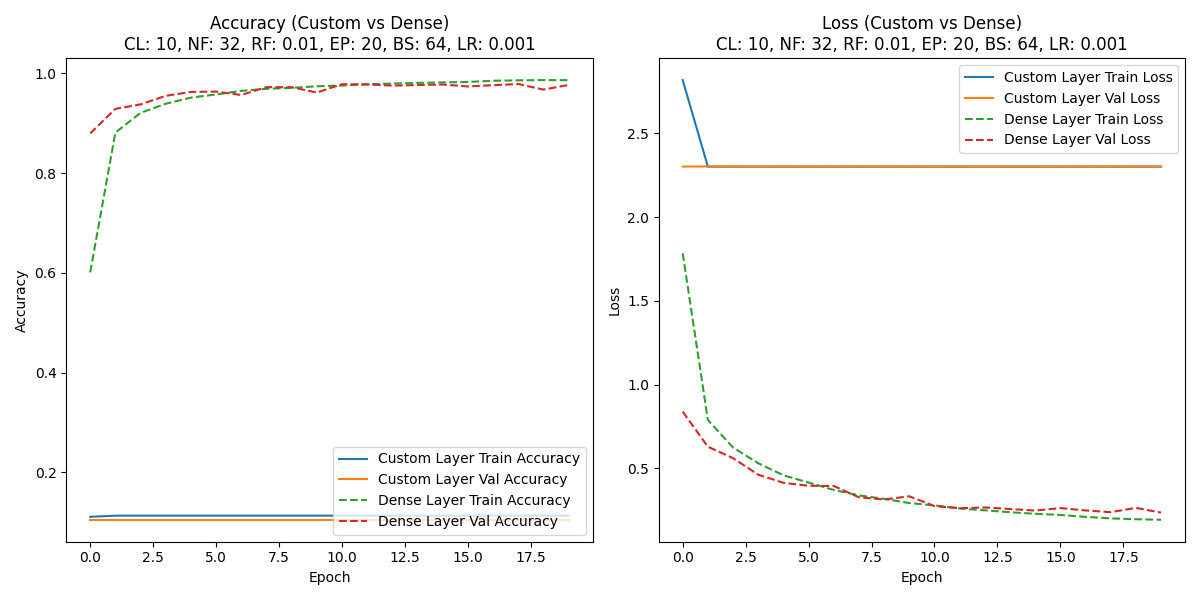 Accuracy (Custom vs Dense)
CL: 10, NF: 32, RF: 0.01, EP: 20, BS: 64, LR: 0.001
1.0
0.8
0.6
0.4
0.2
Accuracy
Custom Layer Train Accuracy
Custom Layer Val Accuracy
Dense Layer Train Accuracy
Dense Layer Val Accuracy
0.0 2.5 5.0 7.5 10.0 12.5 15.0 17.5
Epoch
Loss (Custom vs Dense)
CL: 10, NF: 32, RF: 0.01, EP: 20, BS: 64, LR: 0.001
Custom Layer Train Loss
Custom Layer Val Loss
Dense Layer Train Loss
Dense Layer Val Loss
2.5
2.0
1.5
1.0
0.5
Loss
0.0 2.5 5.0 7.5 10.0 12.5 15.0 17.5
Epoch